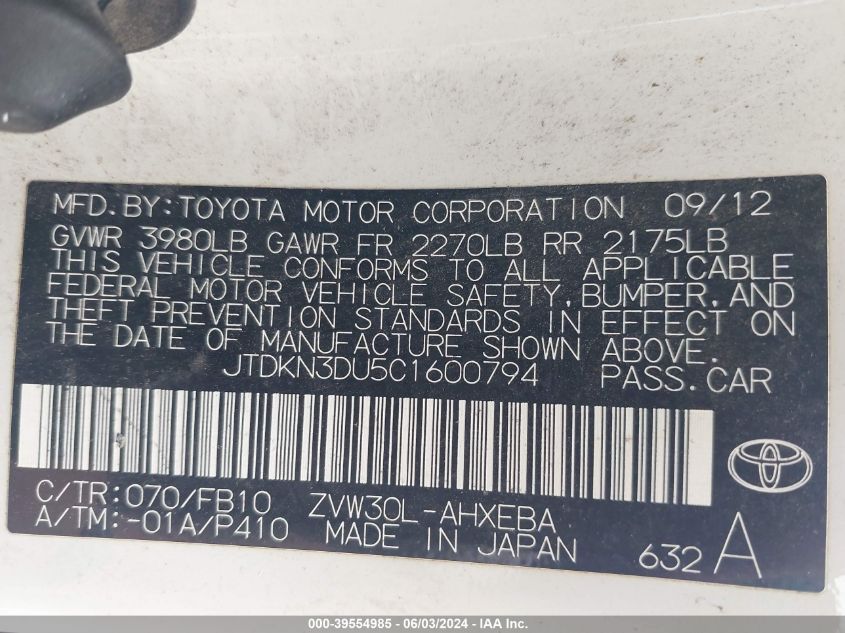 MFD.BY:TOYOTA MOTOR CORPORATION 09/12
GVWR 3980LB GAWR FR 2270LB RR 2175LB
THIS VEHICLE CONFORMS TO ALL APPLICABLE
FEDERAL MOTOR VEHICLE SAFETY,BUMPER,AND
THEFT PREVENTION STANDARDS IN EFFECT ON
THE DATE OF MANUFACTURE SHOWN ABOVE.
JTDKN3DU5C1600794 PASS.CAR
C/TR:070/FB10 ZVW30L-AHXEBA
A/TM:-01A/P410 MADE IN JAPAN 632 A
000-39554985 / 06/03/2024 - IAA Inc.